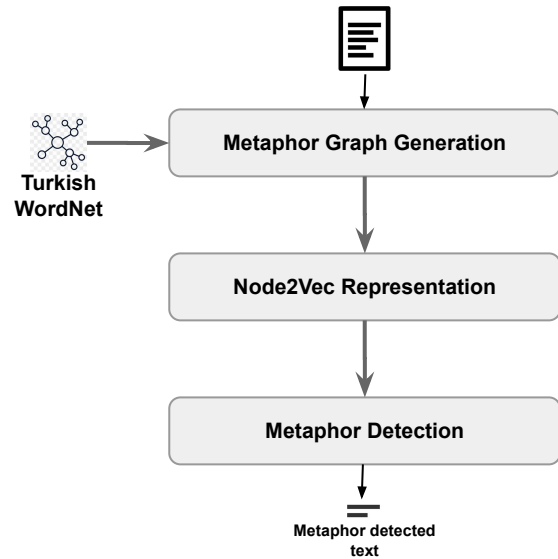 Metaphor Graph Generation
Turkish
WordNet
Node2Vec Representation
Metaphor Detection
Metaphor detected
text